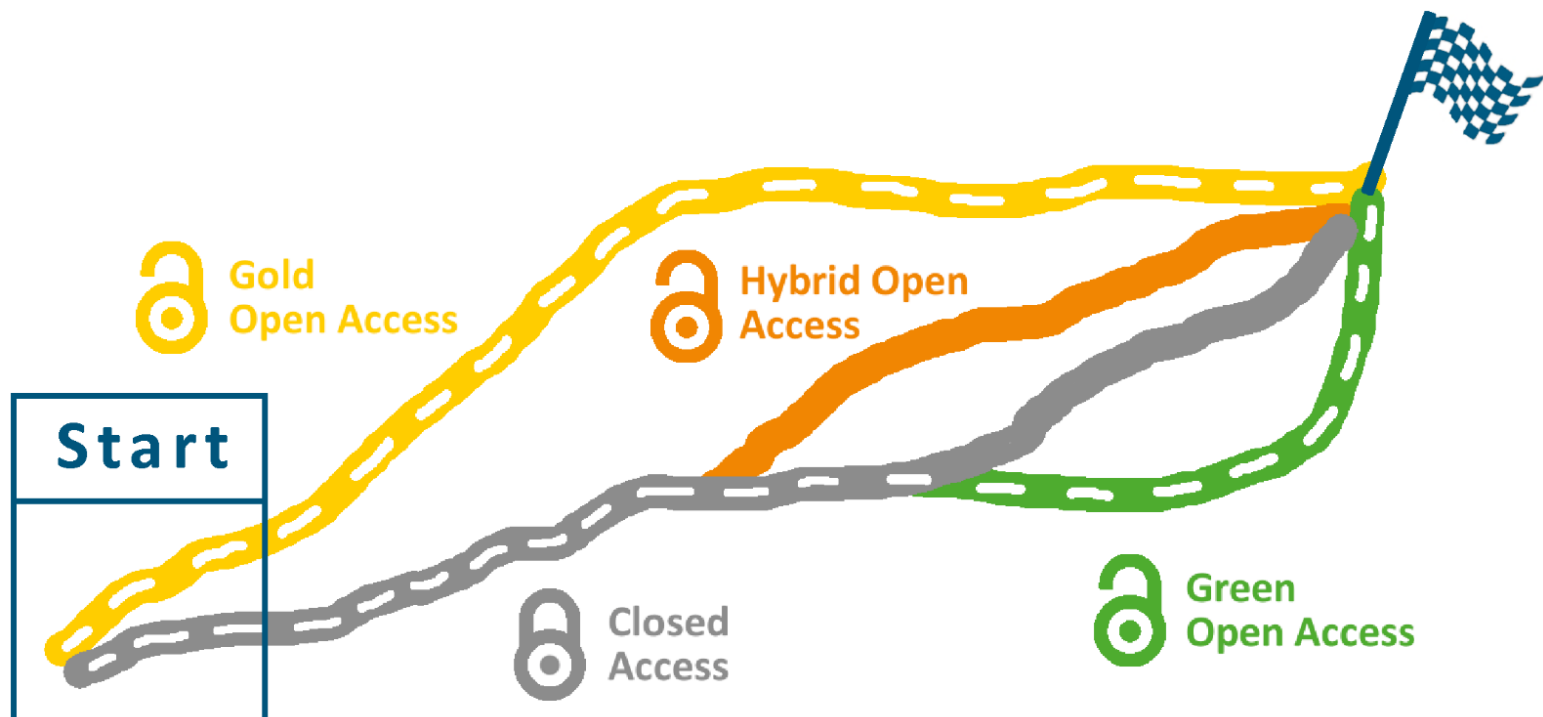 Gold
Open Access
Hybrid Open
Access
Start
Closed
Access
Green
Open Access